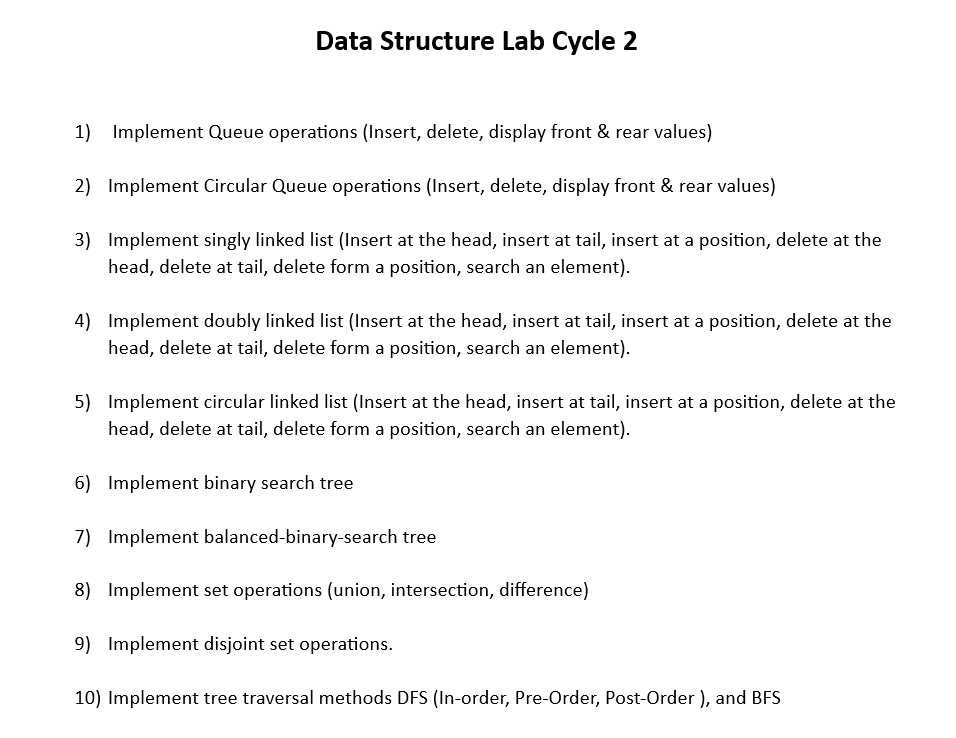 Data Structure Lab Cycle 2
1) Implement Queue operations (Insert, delete, display front & rear values)
2) Implement Circular Queue operations (Insert, delete, display front & rear values)
3) Implement singly linked list (Insert at the head, insert at tail, insert at a position, delete at the
head, delete at tail, delete form a position, search an element).
4) Implement doubly linked list (Insert at the head, insert at tail, insert at a position, delete at the
head, delete at tail, delete form a position, search an element).
5) Implement circular linked list (Insert at the head, insert at tail, insert at a position, delete at the
head, delete at tail, delete form a position, search an element).
6) Implement binary search tree
7) Implement balanced-binary-search tree
8) Implement set operations (union, intersection, difference)
9) Implement disjoint set operations.
10) Implement tree traversal methods DFS (In-order, Pre-Order, Post-Order ), and BFS